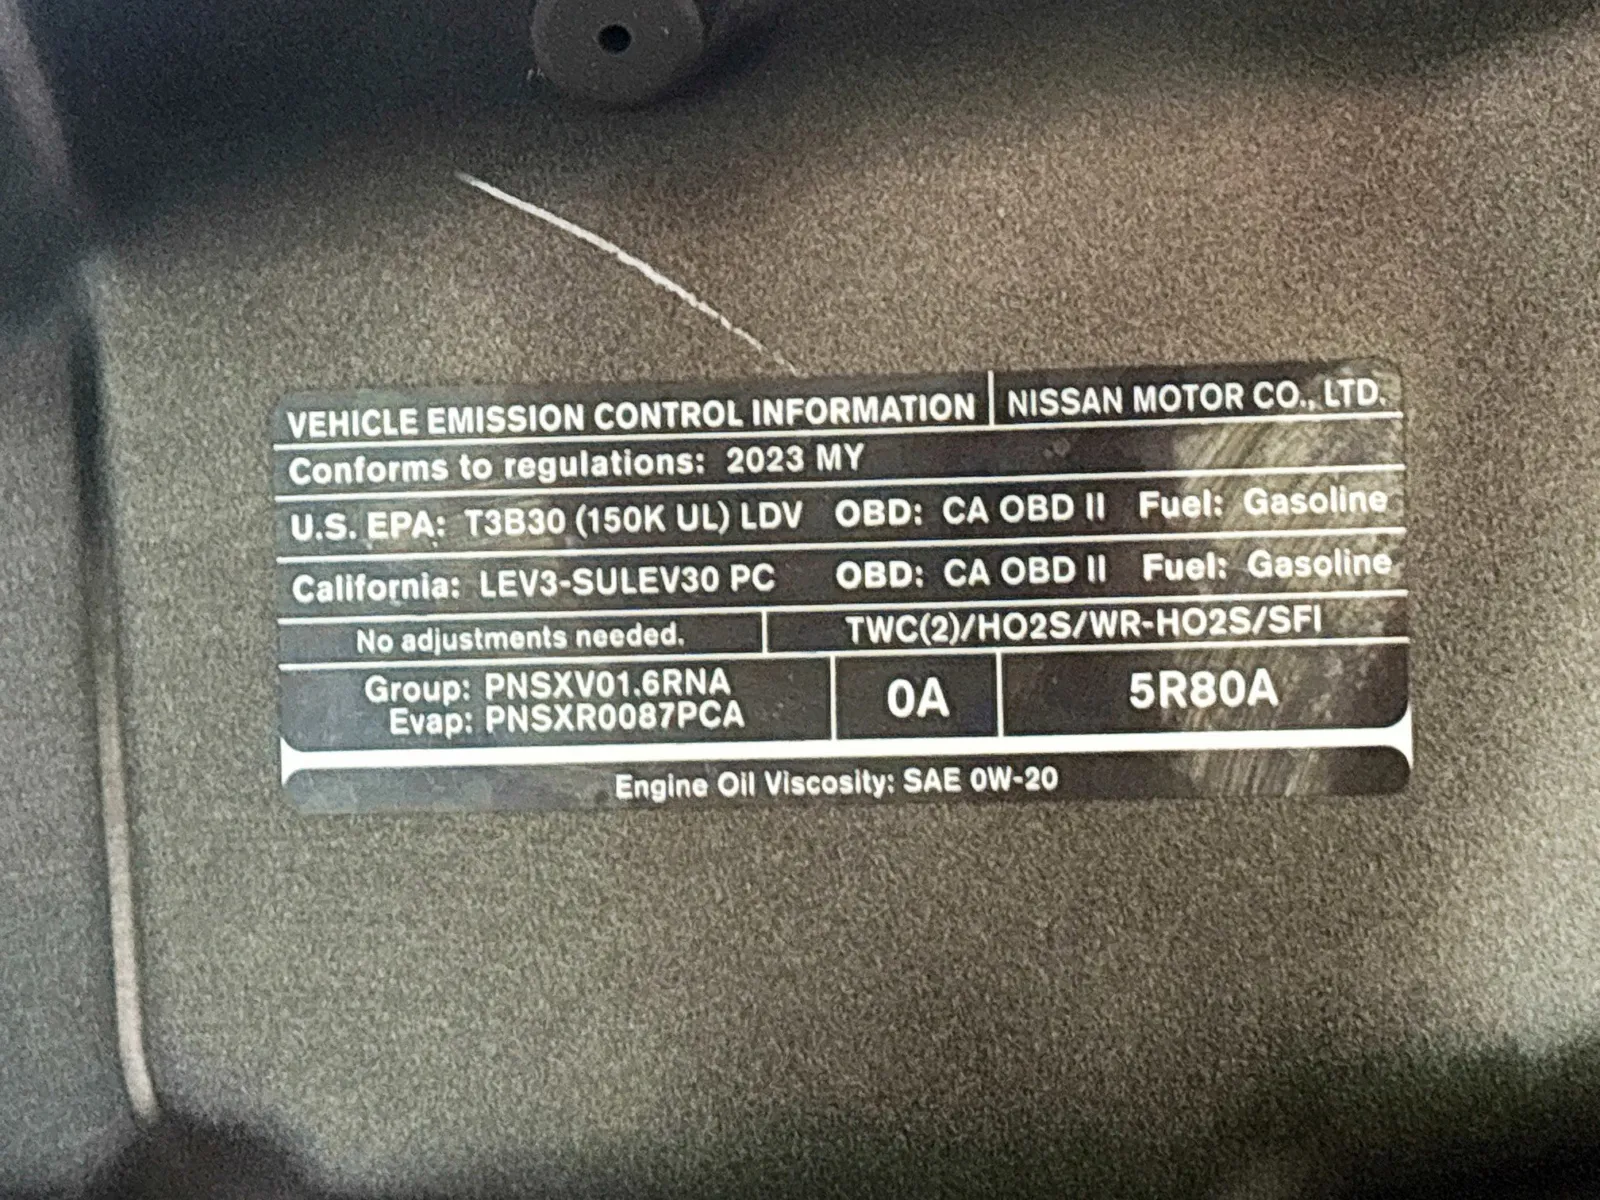 VEHICLE EMISSION CONTROL INFORMATION NISSAN MOTOR CO., LTD.
Conforms to regulations: 2023 MY
U.S. EPA: T3B30 (150K UL) LDV OBD: CA OBD II Fuel: Gasoline
California: LEV3-SULEV30 PC OBD: CA OBD II Fuel: Gasoline
No adjustments needed. TWC(2)/HO2S/WR-HO2S/SFI
Group: PNSXV01.6RNA
Evap: PNSXR0087PCA
0A
5R80A
Engine Oil Viscosity: SAE 0W-20